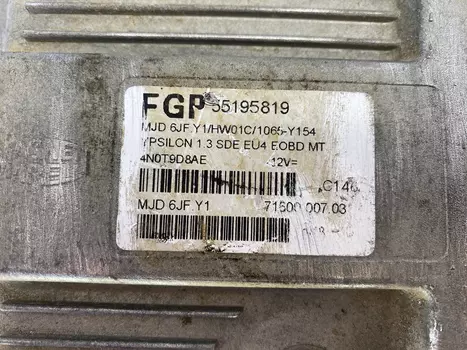 FGP 55195819
MJD 6JF.Y1/HW01C/1065-Y154
YPSILON 1.3 SDE EU4 EOBD MT
4N0T9D8AE 12V=
C14
MJD 6JF.Y1 71600.007.03